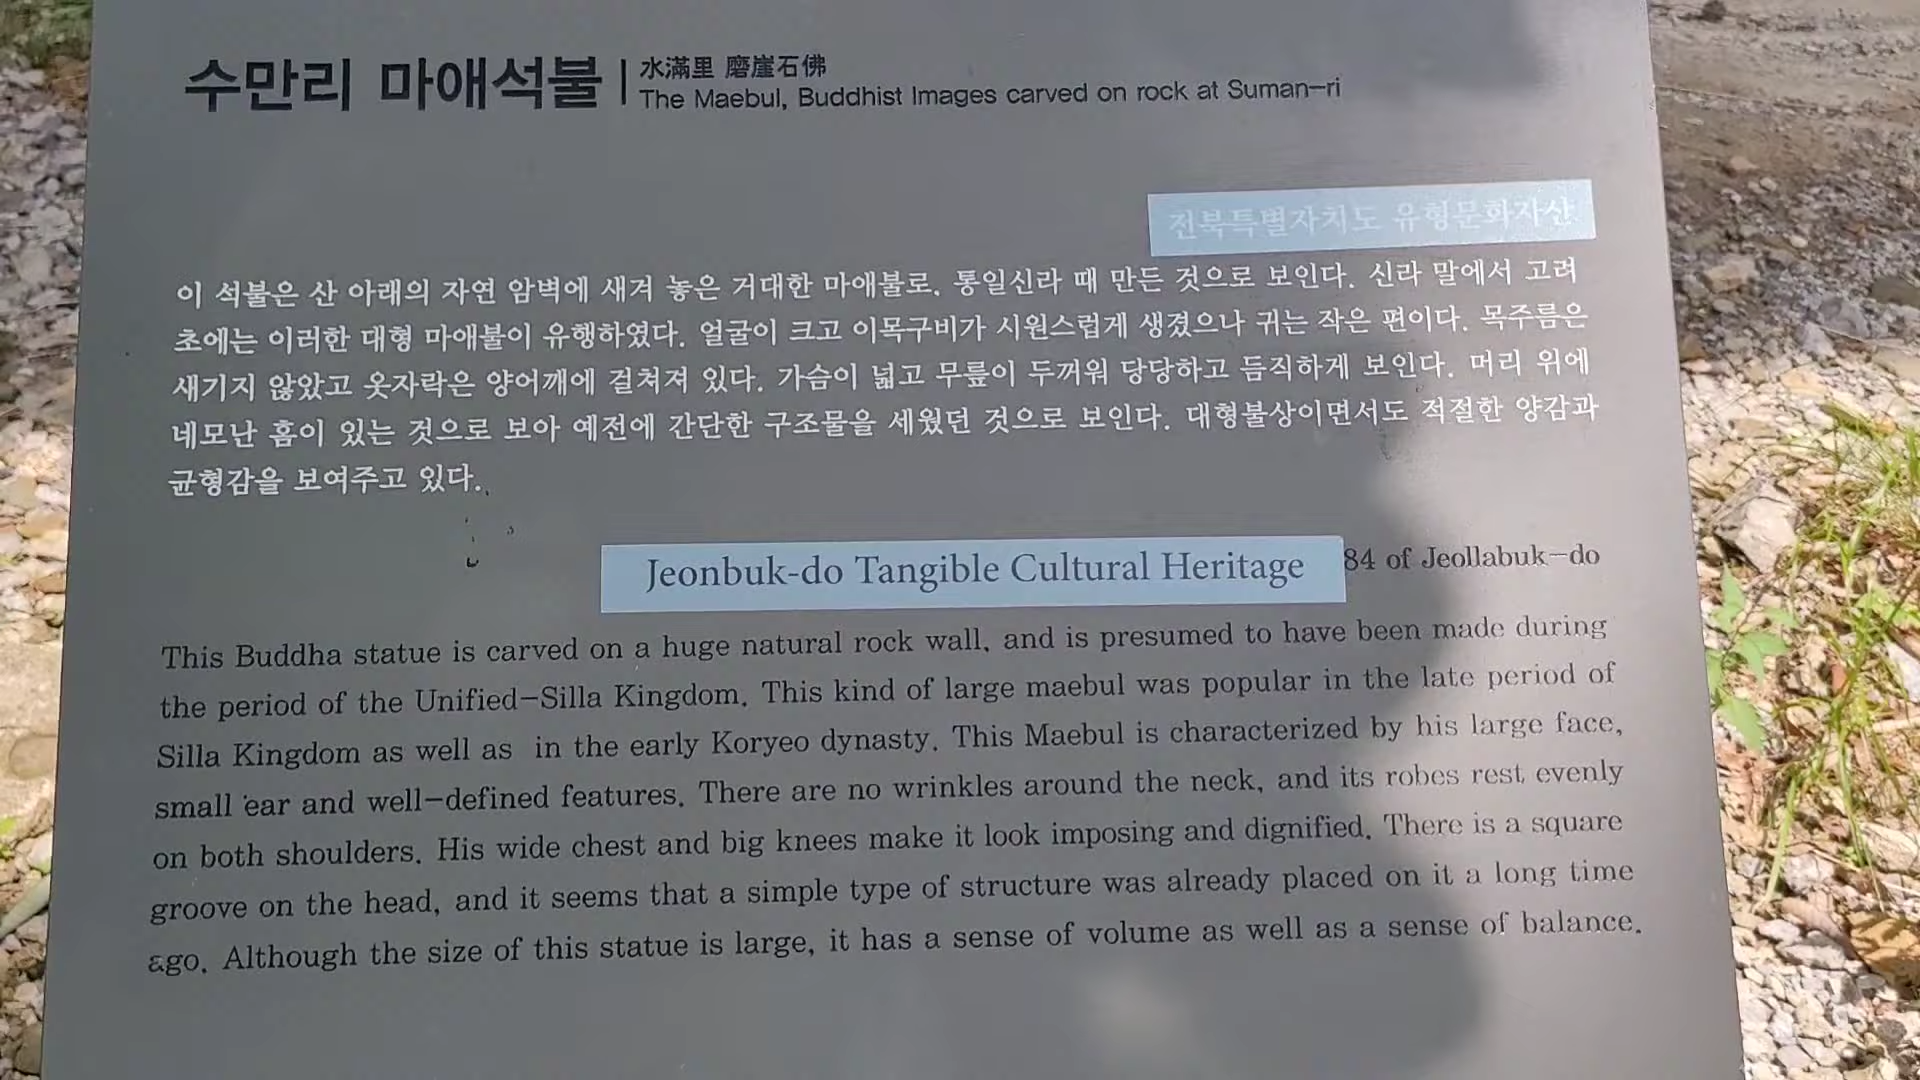 수만리 마애석불
水滿里 磨崖石佛
The Maebul, Buddhist Images carved on rock at Suman-ri
전북특별자치도 유형문화자산
이 석불은 산 아래의 자연 암벽에 새겨 놓은 거대한 마애불로, 통일신라 때 만든 것으로 보인다. 신라 말에서 고려
초에는 이러한 대형 마애불이 유행하였다. 얼굴이 크고 이목구비가 시원스럽게 생겼으나 귀는 작은 편이다. 목주름은
새기지 않았고 옷자락은 양어깨에 걸쳐져 있다. 가슴이 넓고 무릎이 두꺼워 당당하고 듬직하게 보인다. 머리 위에
네모난 홈이 있는 것으로 보아 예전에 간단한 구조물을 세웠던 것으로 보인다. 대형불상이면서도 적절한 양감과
균형감을 보여주고 있다.
Jeonbuk-do Tangible Cultural Heritage 84 of Jeollabuk-do
This Buddha statue is carved on a huge natural rock wall, and is presumed to have been made during
the period of the Unified-Silla Kingdom. This kind of large maebul was popular in the late period of
Silla Kingdom as well as in the early Koryeo dynasty. This Maebul is characterized by his large face,
small ear and well-defined features. There are no wrinkles around the neck, and its robes rest evenly
on both shoulders. His wide chest and big knees make it look imposing and dignified. There is a square
groove on the head, and it seems that a simple type of structure was already placed on it a long time
ago. Although the size of this statue is large, it has a sense of volume as well as a sense of balance.